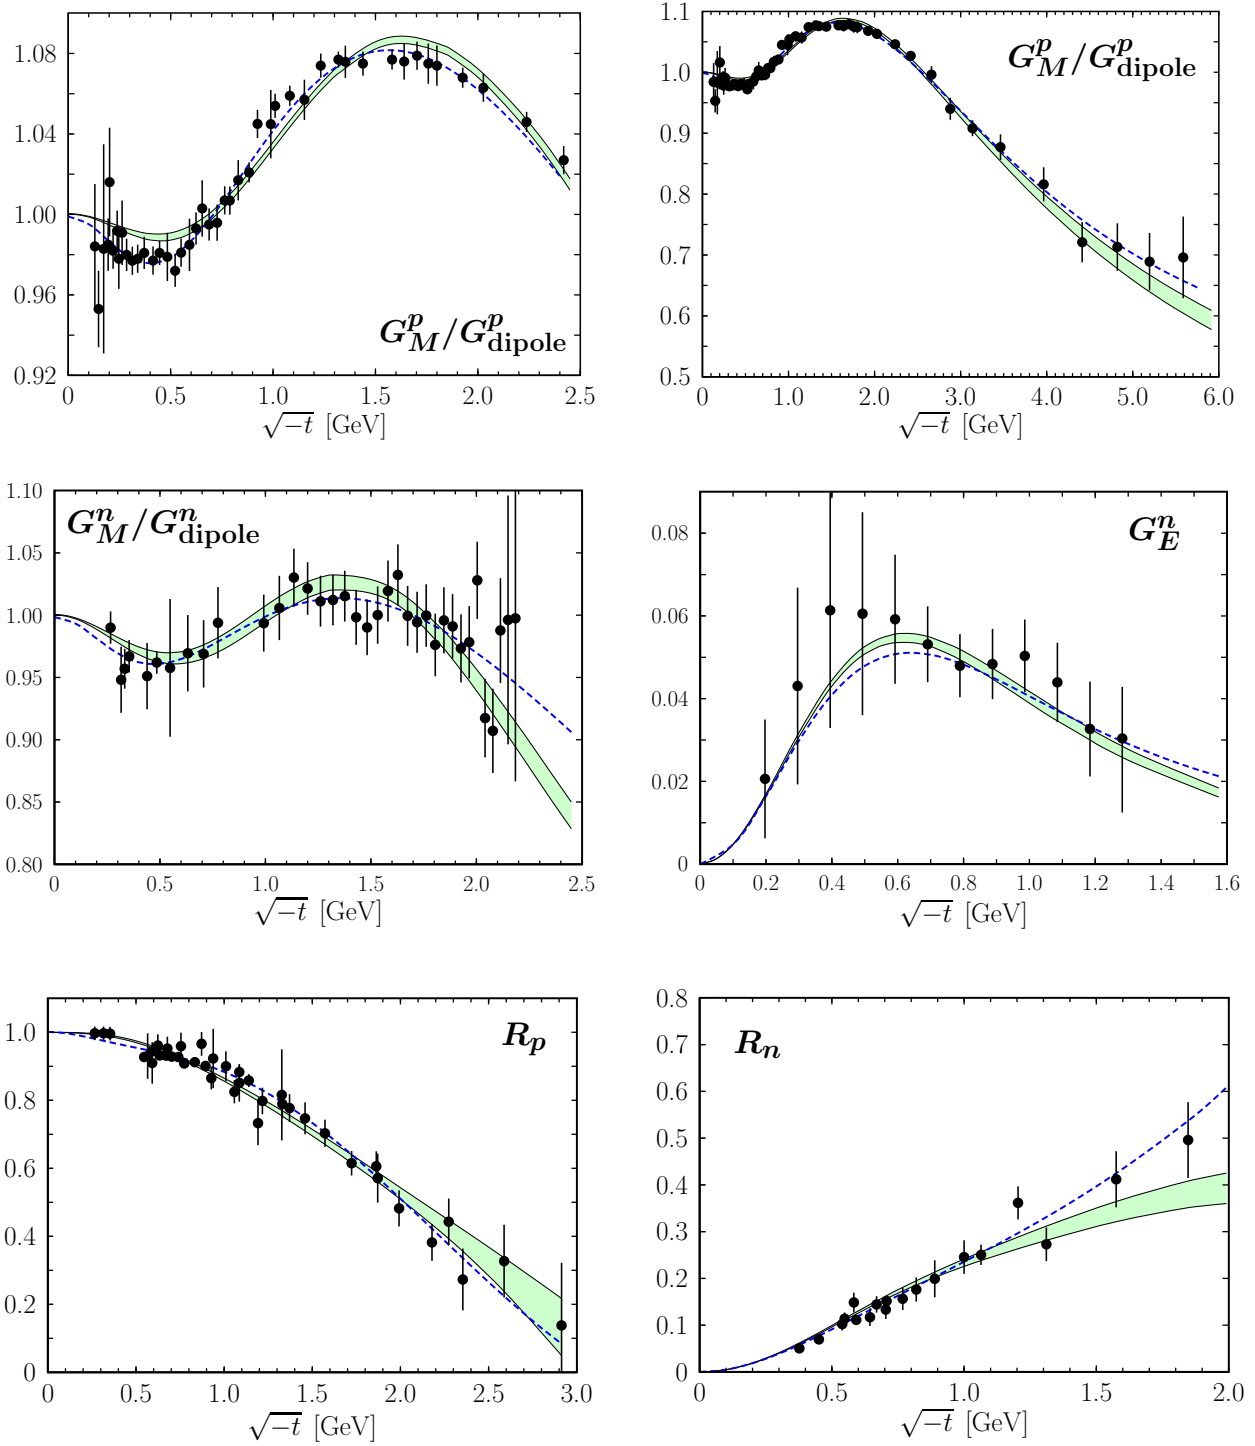 1.08
1.04
1.00
0.96
0.92
G_M^p/G_dipole^p
0 0.5 1.0 1.5 2.0 2.5
√−t [GeV]
1.1
1.0
0.9
0.8
0.7
0.6
0.5
G_M^p/G_dipole^p
0 1.0 2.0 3.0 4.0 5.0 6.0
√−t [GeV]
1.10
1.05
1.00
0.95
0.90
0.85
0.80
G_M^n/G_dipole^n
0 0.5 1.0 1.5 2.0 2.5
√−t [GeV]
0.08
0.06
0.04
0.02
0
G_E^n
0 0.2 0.4 0.6 0.8 1.0 1.2 1.4 1.6
√−t [GeV]
1.0
0.8
0.6
0.4
0.2
0
R_p
0 0.5 1.0 1.5 2.0 2.5 3.0
√−t [GeV]
0.8
0.7
0.6
0.5
0.4
0.3
0.2
0.1
0
R_n
0 0.5 1.0 1.5 2.0
√−t [GeV]